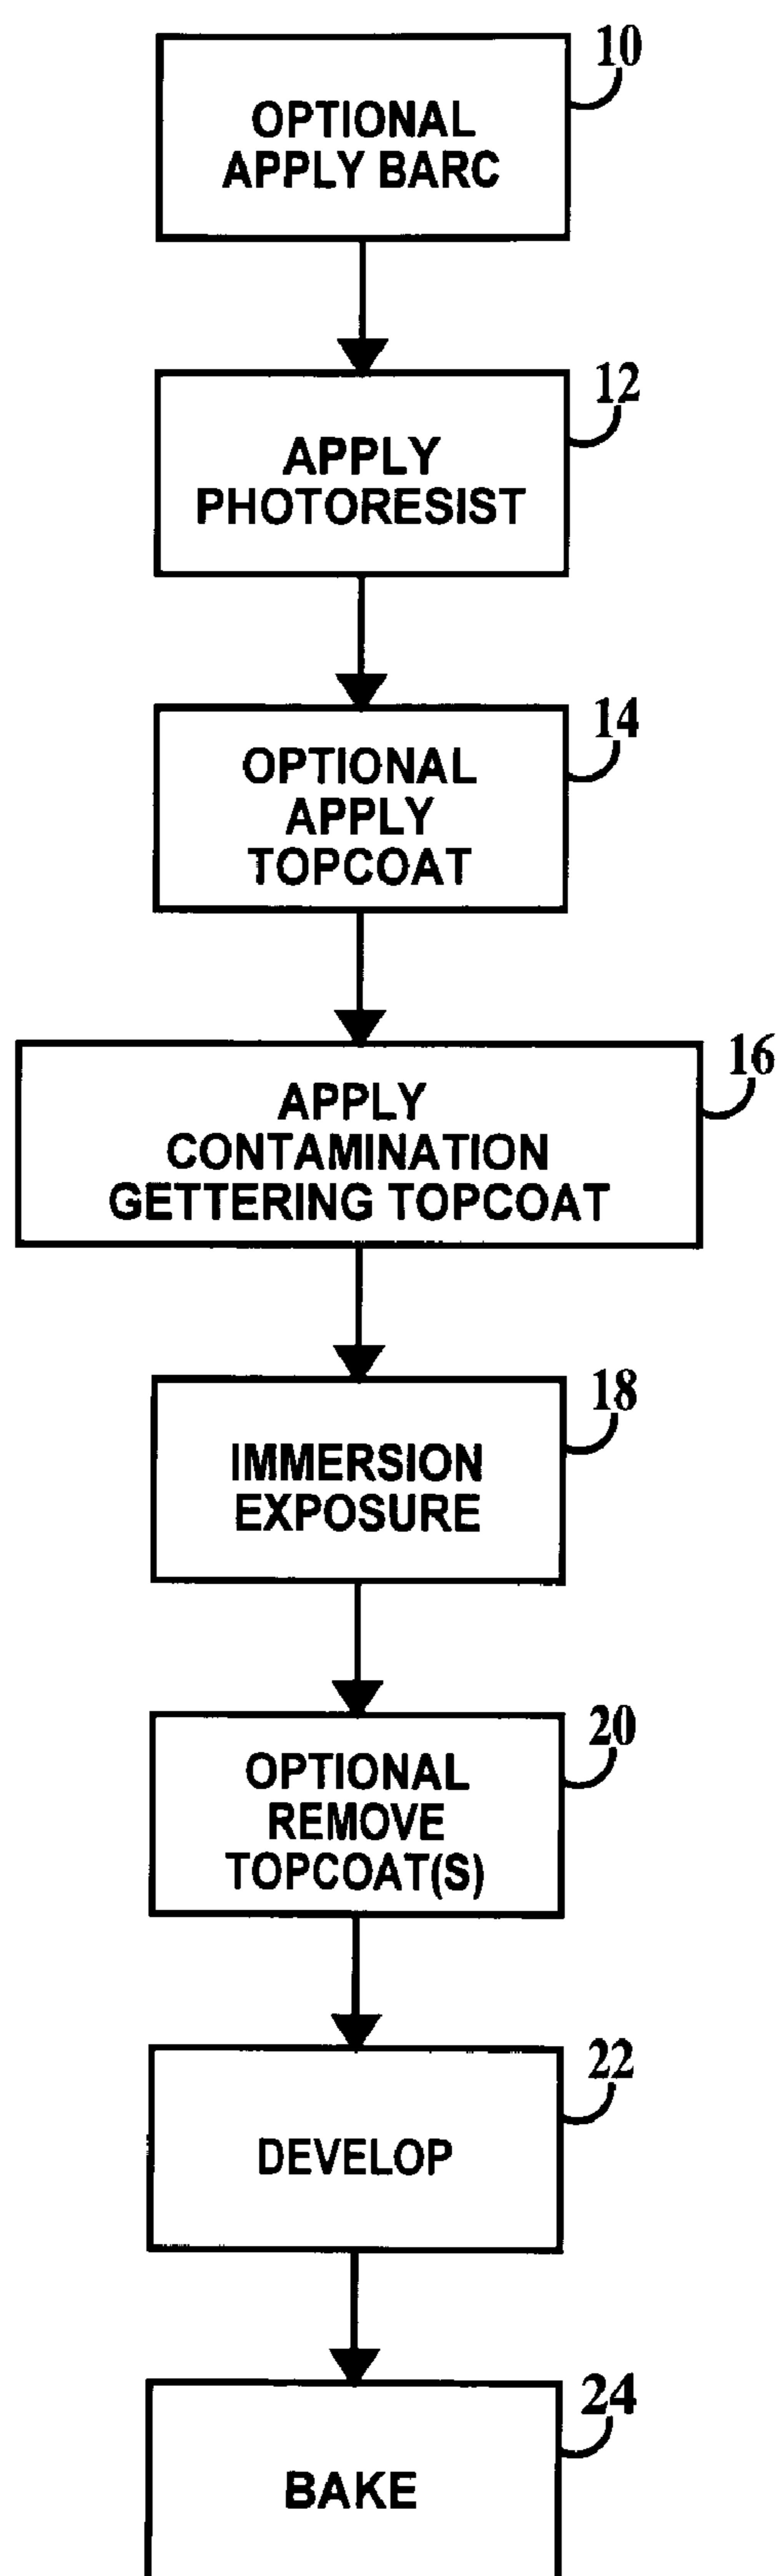 10
OPTIONAL
APPLY BARC
12
APPLY
PHOTORESIST
14
OPTIONAL
APPLY
TOPCOAT
16
APPLY
CONTAMINATION
GETTERING TOPCOAT
18
IMMERSION
EXPOSURE
20
OPTIONAL
REMOVE
TOPCOAT(S)
22
DEVELOP
24
BAKE